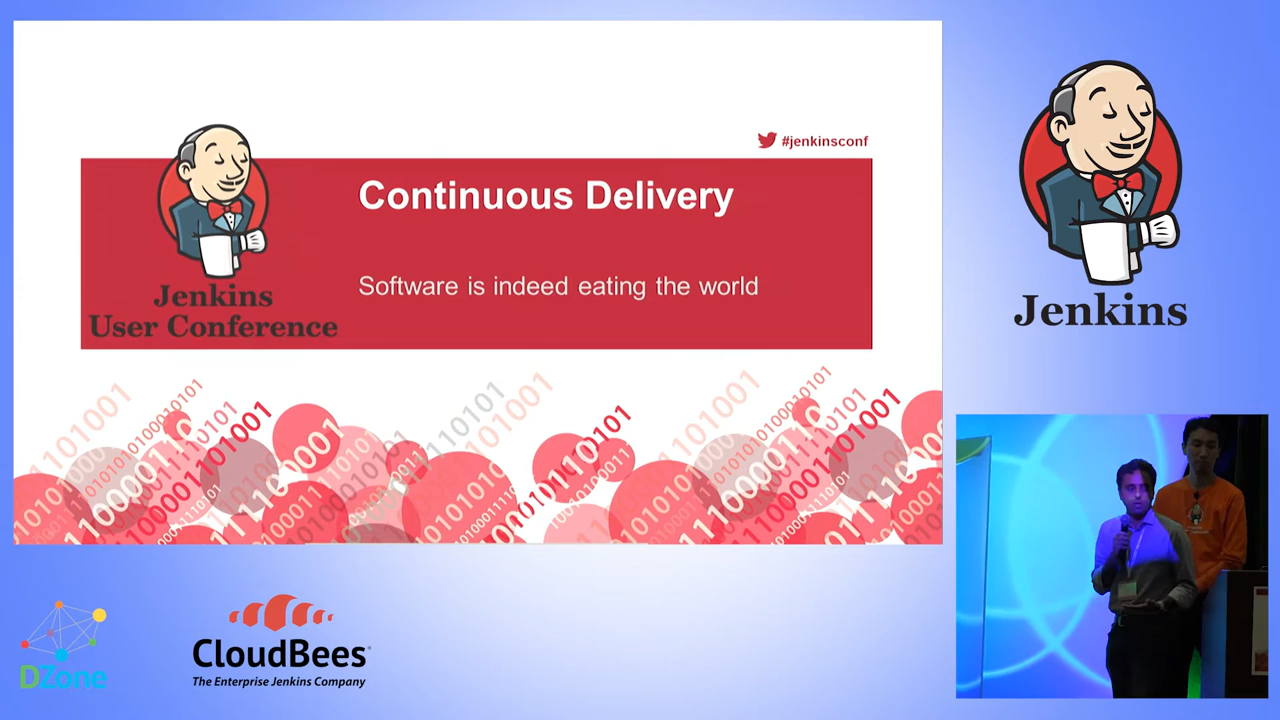 #jenkinsconf
Continuous Delivery
Software is indeed eating the world
Jenkins
User Conference
Jenkins
DZone
CloudBees
The Enterprise Jenkins Company